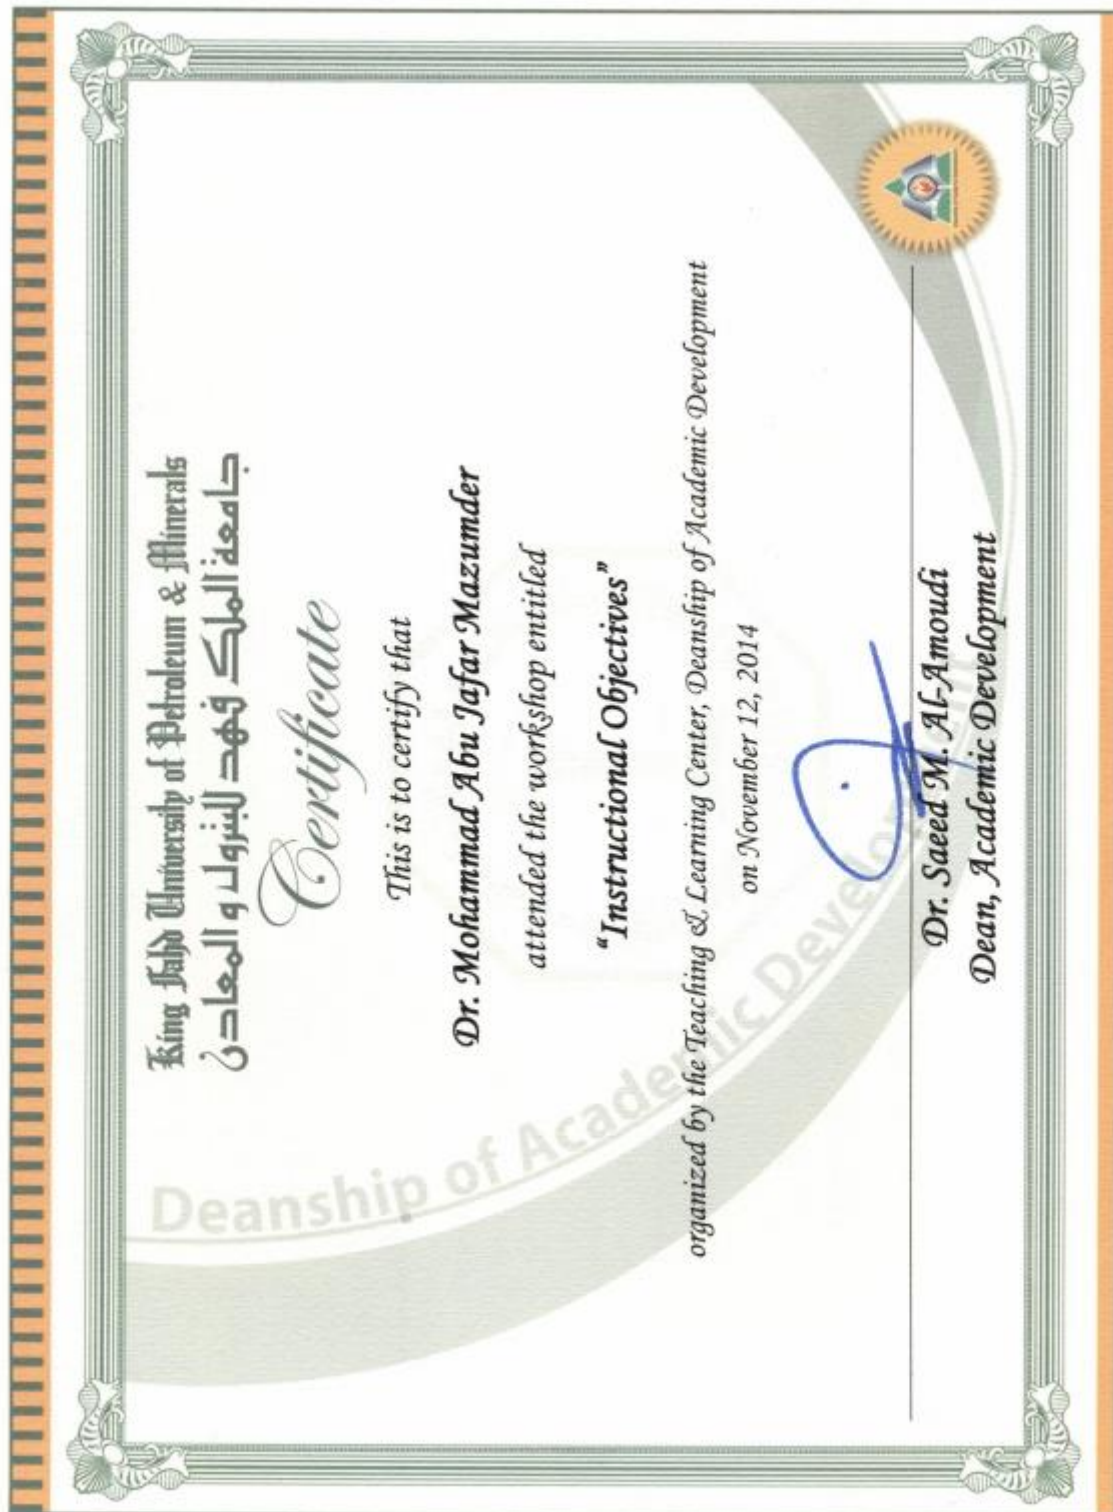 King Fahd University of Petroleum & Minerals
جامعة الملك فهد للبترول و المعادن
Certificate
This is to certify that
Dr. Mohammad Abu Jafar Mazumder
attended the workshop entitled
“Instructional Objectives”
organized by the Teaching & Learning Center, Deanship of Academic Development
on November 12, 2014
Dr. Saeed M. Al-Amoudi
Dean, Academic Development
Deanship of Academic Development